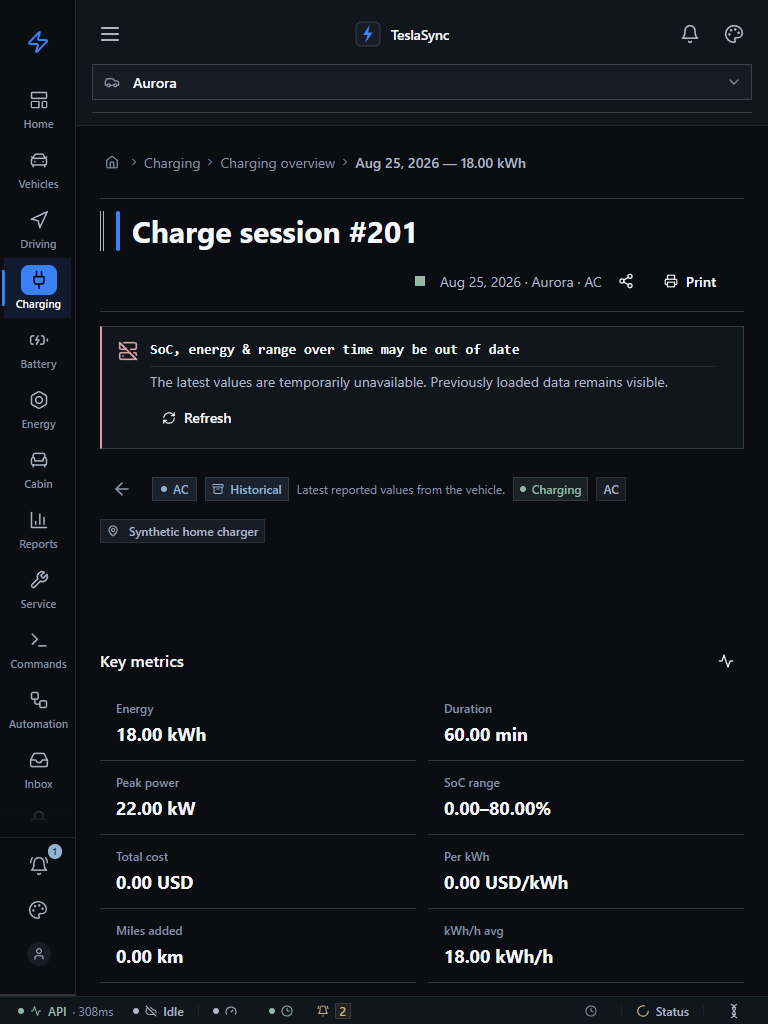 TeslaSync
Aurora
Home
Vehicles
Driving
Charging
Battery
Energy
Cabin
Reports
Service
Commands
Automation
Inbox
1
Charging > Charging overview > Aug 25, 2026 — 18.00 kWh
Charge session #201
Aug 25, 2026 · Aurora · AC
Print
SoC, energy & range over time may be out of date
The latest values are temporarily unavailable. Previously loaded data remains visible.
Refresh
AC Historical Latest reported values from the vehicle. Charging AC
Synthetic home charger
Key metrics
Energy
18.00 kWh
Duration
60.00 min
Peak power
22.00 kW
SoC range
0.00–80.00%
Total cost
0.00 USD
Per kWh
0.00 USD/kWh
Miles added
0.00 km
kWh/h avg
18.00 kWh/h
API · 308ms Idle 2 Status